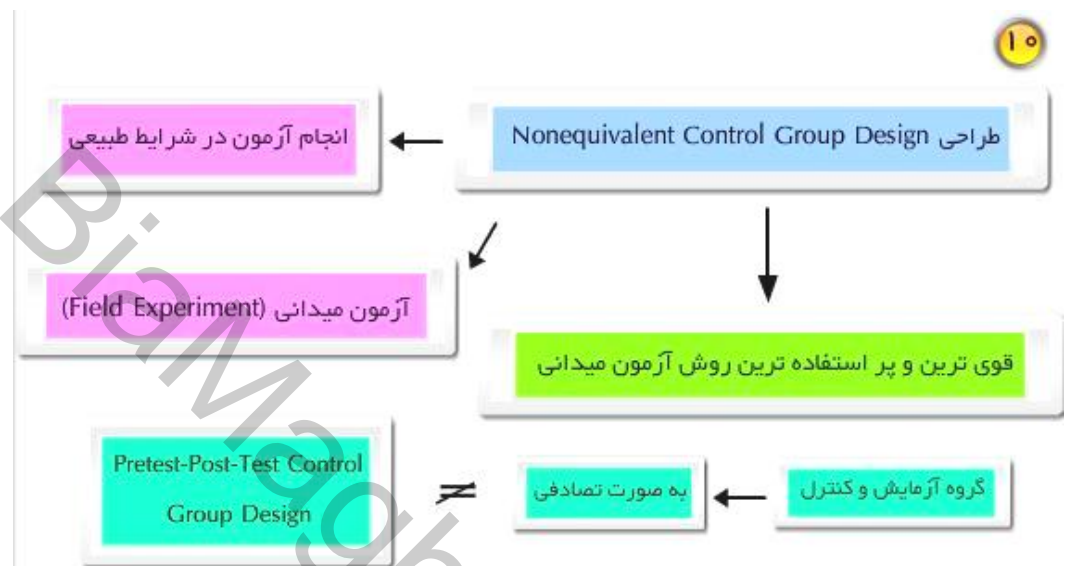 ۱۰
طراحی Nonequivalent Control Group Design
انجام آزمون در شرایط طبیعی
آزمون میدانی (Field Experiment)
قوی ترین و پر استفاده ترین روش آزمون میدانی
گروه آزمایش و کنترل
به صورت تصادفی
≠
Pretest-Post-Test Control
Group Design